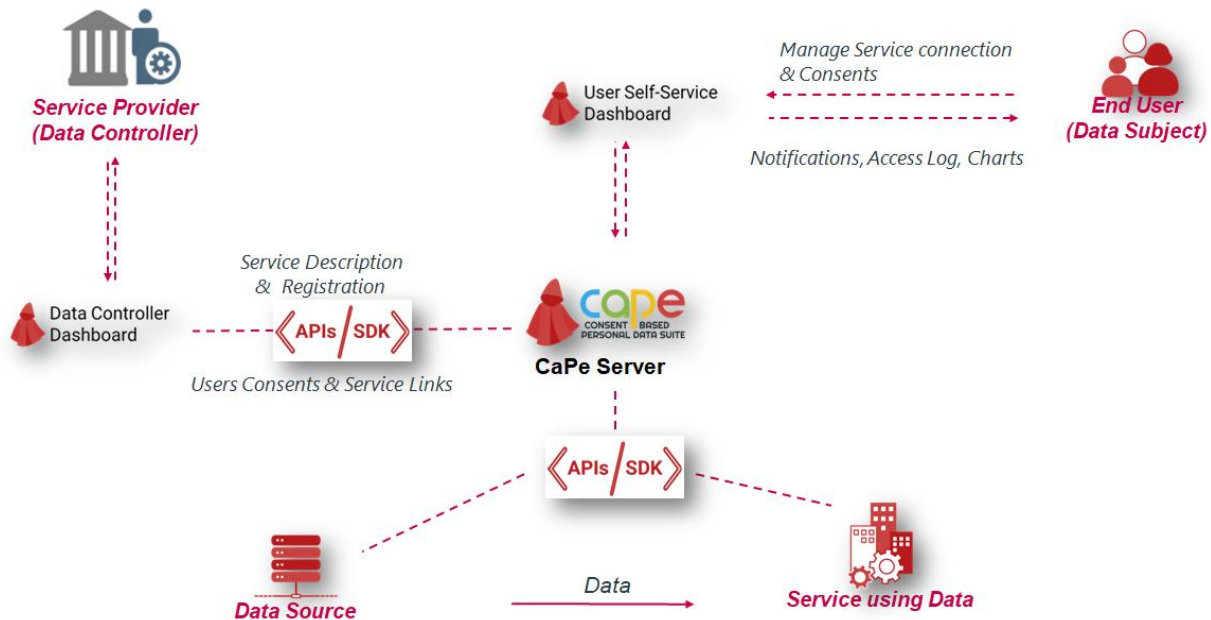 Service Provider
(Data Controller)
Manage Service connection
& Consents
User Self-Service
Dashboard
End User
(Data Subject)
Notifications, Access Log, Charts
Service Description
& Registration
Data Controller
Dashboard
APIs / SDK
Users Consents & Service Links
cape
CONSENT BASED
PERSONAL DATA SUITE
CaPe Server
APIs / SDK
Data Source
Data
Service using Data